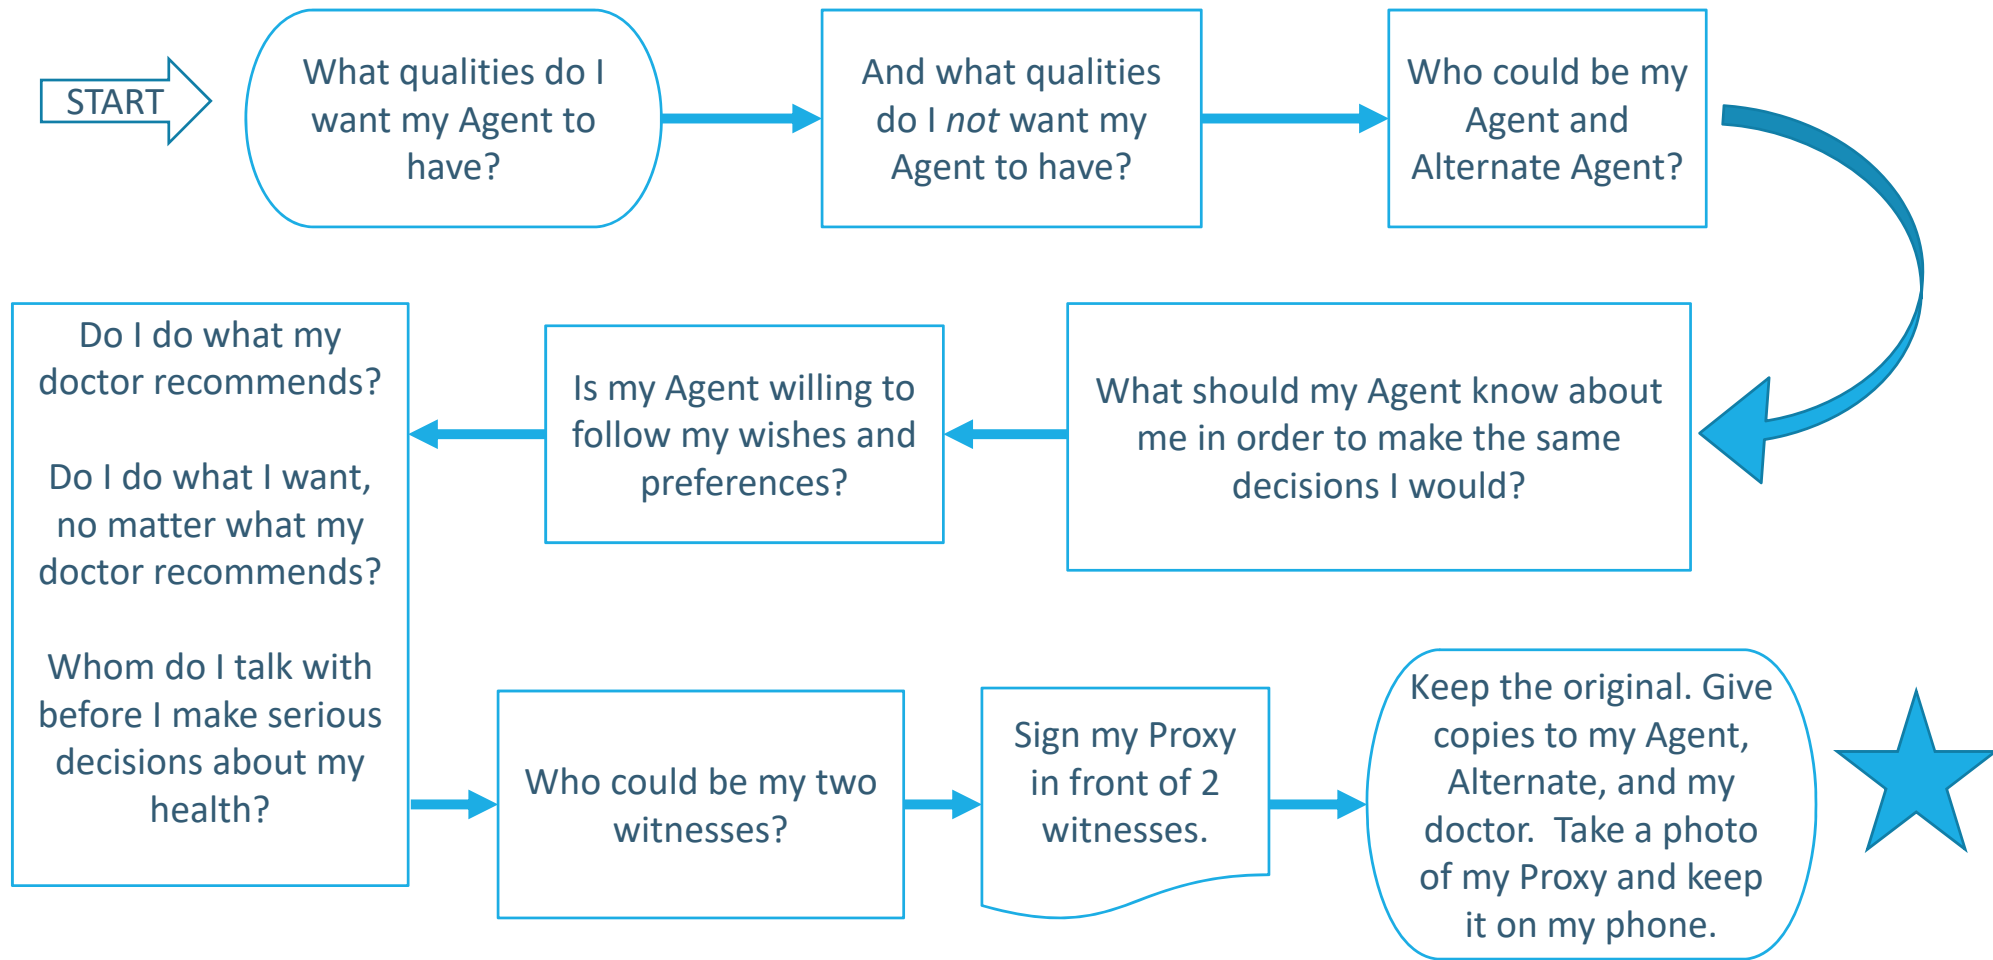 START
What qualities do I
want my Agent to
have?
And what qualities
do I not want my
Agent to have?
Who could be my
Agent and
Alternate Agent?
What should my Agent know about
me in order to make the same
decisions I would?
Is my Agent willing to
follow my wishes and
preferences?
Do I do what my
doctor recommends?
Do I do what I want,
no matter what my
doctor recommends?
Whom do I talk with
before I make serious
decisions about my
health?
Who could be my two
witnesses?
Sign my Proxy
in front of 2
witnesses.
Keep the original. Give
copies to my Agent,
Alternate, and my
doctor.  Take a photo
of my Proxy and keep
it on my phone.